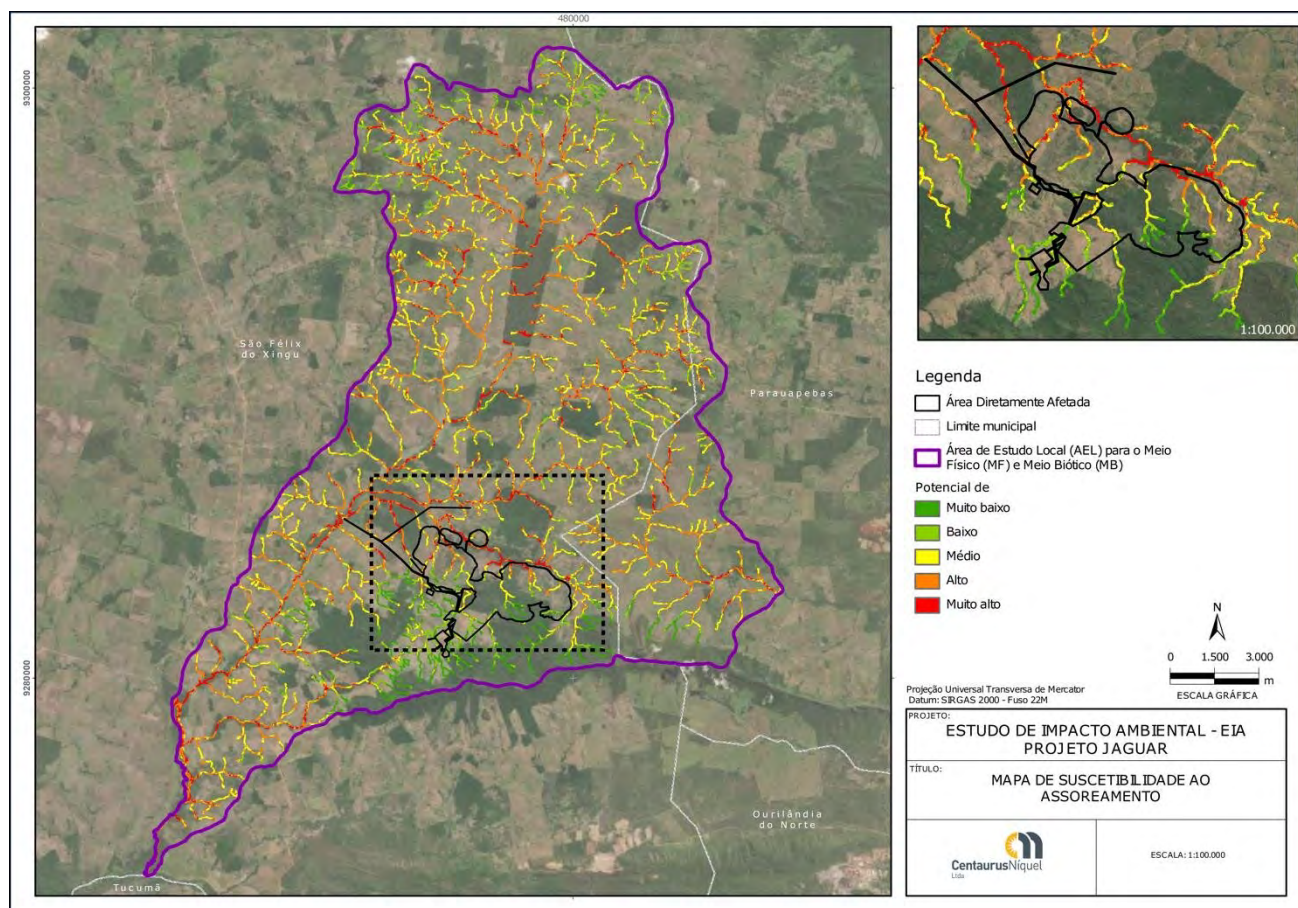 480000
9300000
9280000
São Félix
do Xingu
Parauapebas
Ourilândia
do Norte
Tucumã
1:100.000
Legenda
Área Diretamente Afetada
Limite municipal
Área de Estudo Local (AEL) para o Meio
Físico (MF) e Meio Biótico (MB)
Potencial de
Muito baixo
Baixo
Médio
Alto
Muito alto
N
0 1.500 3.000
m
ESCALA GRÁFICA
Projeção Universal Transversa de Mercator
Datum: SIRGAS 2000 - Fuso 22M
PROJETO:
ESTUDO DE IMPACTO AMBIENTAL - EIA
PROJETO JAGUAR
TÍTULO:
MAPA DE SUSCETIBILIDADE AO
ASSOREAMENTO
CentaurusNíquel
Ltda
ESCALA: 1:100.000